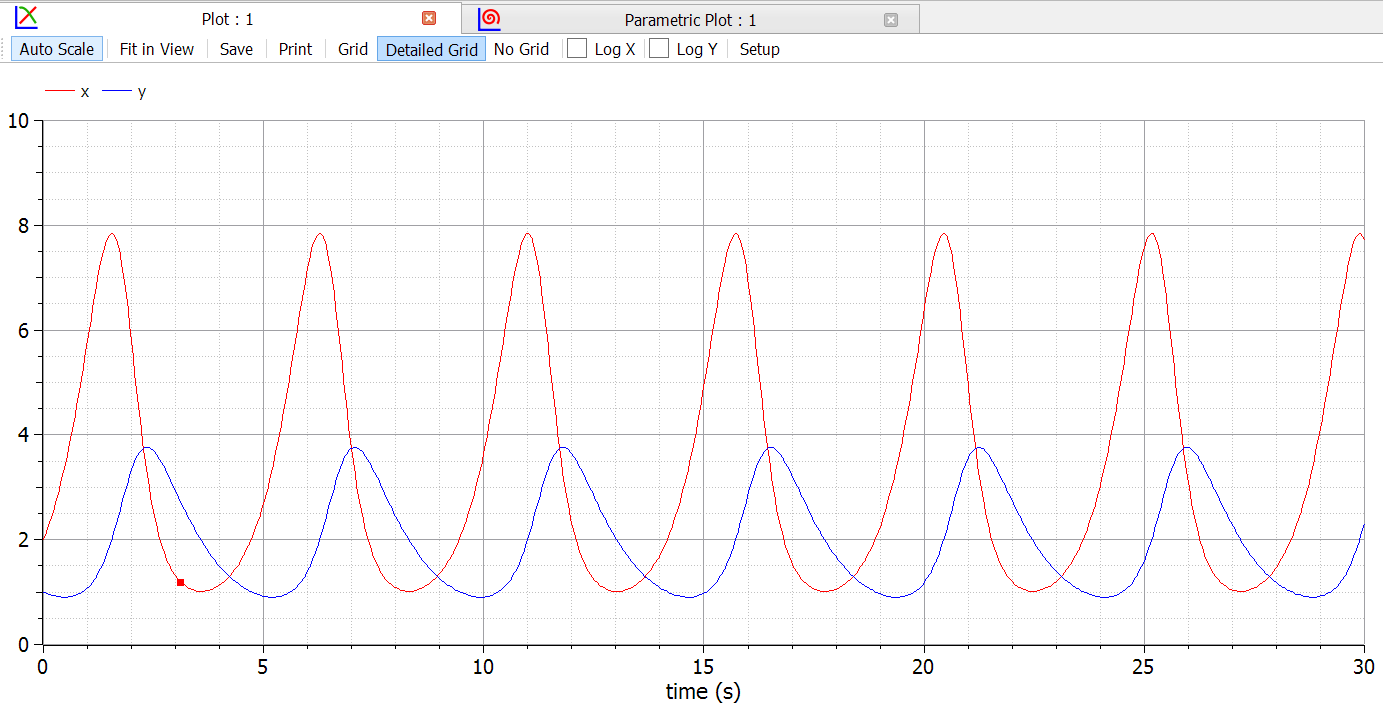 Plot : 1
Parametric Plot : 1
Auto Scale Fit in View Save Print Grid Detailed Grid No Grid Log X Log Y Setup
x y
10
8
6
4
2
0
0 5 10 15 20 25 30
time (s)